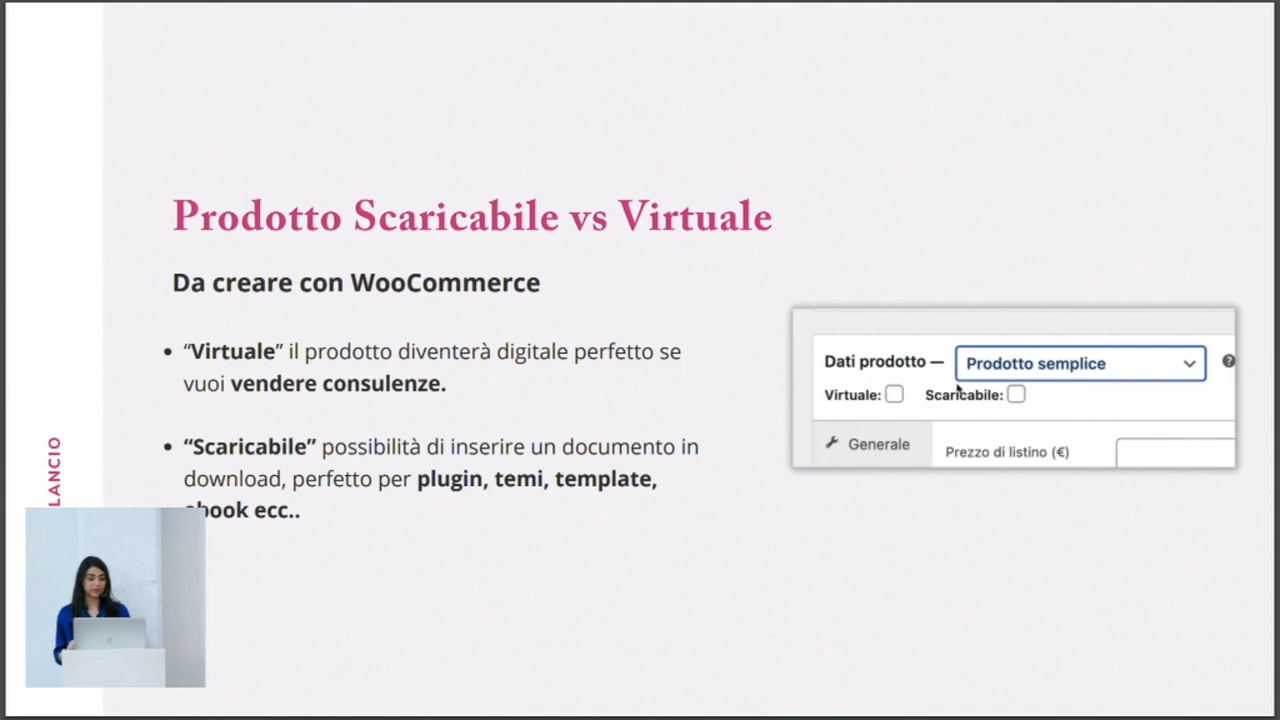 Prodotto Scaricabile vs Virtuale
Da creare con WooCommerce
• “Virtuale” il prodotto diventerà digitale perfetto se
vuoi vendere consulenze.
• “Scaricabile” possibilità di inserire un documento in
download, perfetto per plugin, temi, template,
ebook ecc..
Dati prodotto — Prodotto semplice ?
Virtuale: Scaricabile:
Generale
Prezzo di listino (€)
LANCIO